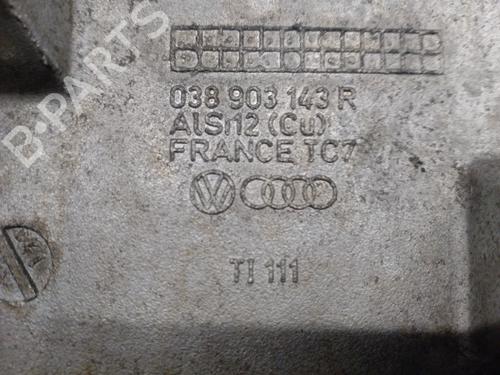 B-PARTS
038 903 143 R
AlSi12 (Cu)
FRANCE TC7
TI 111